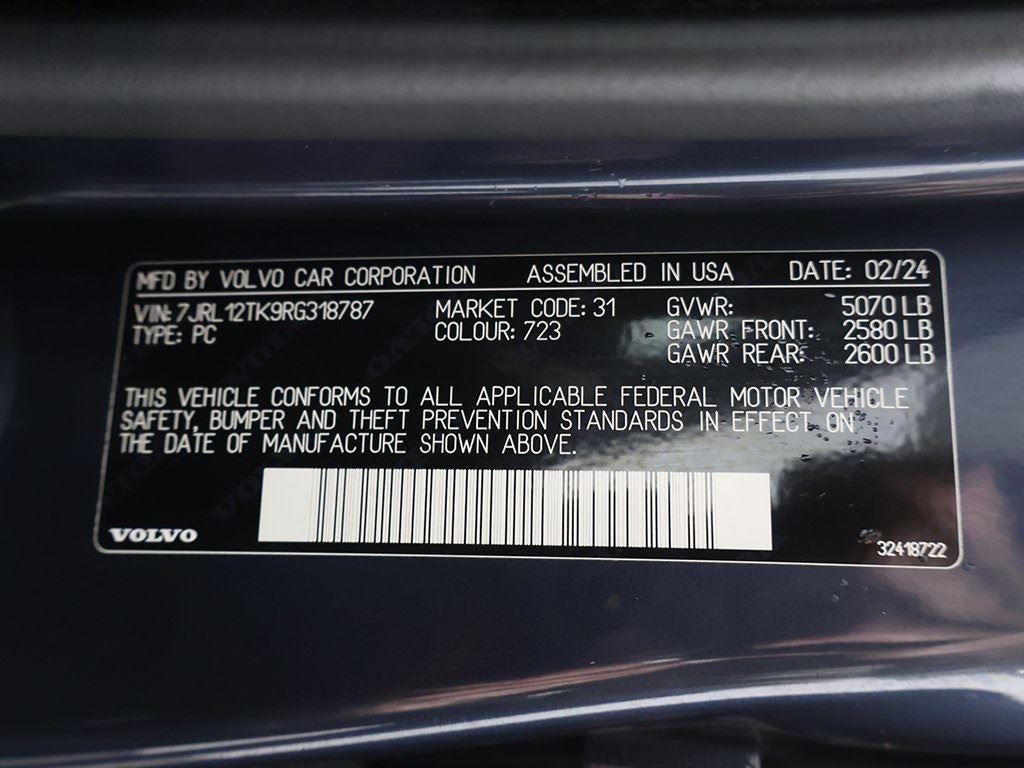 MFD BY VOLVO CAR CORPORATION ASSEMBLED IN USA DATE: 02/24
VIN: 7JRL12TK9RG318787 MARKET CODE: 31 GVWR: 5070 LB
TYPE: PC COLOUR: 723 GAWR FRONT: 2580 LB
GAWR REAR: 2600 LB
THIS VEHICLE CONFORMS TO ALL APPLICABLE FEDERAL MOTOR VEHICLE
SAFETY, BUMPER AND THEFT PREVENTION STANDARDS IN EFFECT ON
THE DATE OF MANUFACTURE SHOWN ABOVE.
VOLVO 32418722